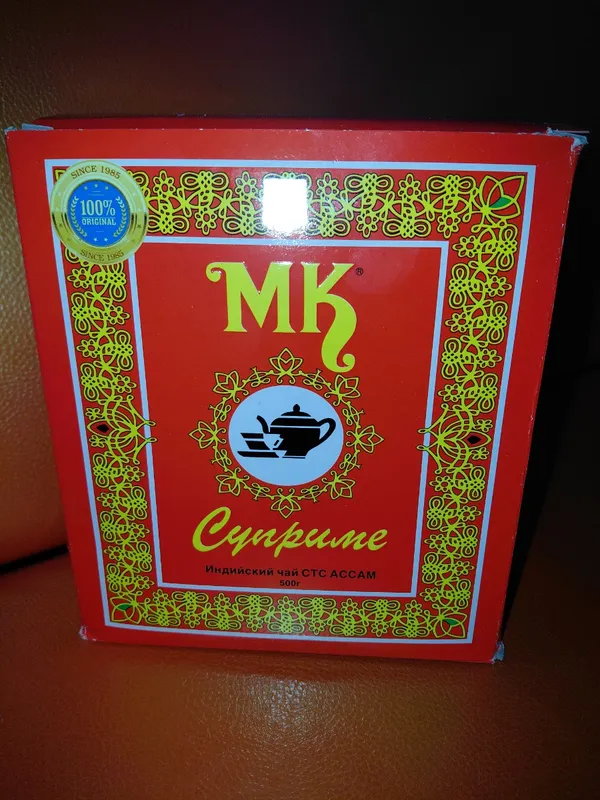 SINCE 1985
100%
ORIGINAL
SINCE 1985
МК®
Суприме
Индийский чай СТС АССАМ
500г